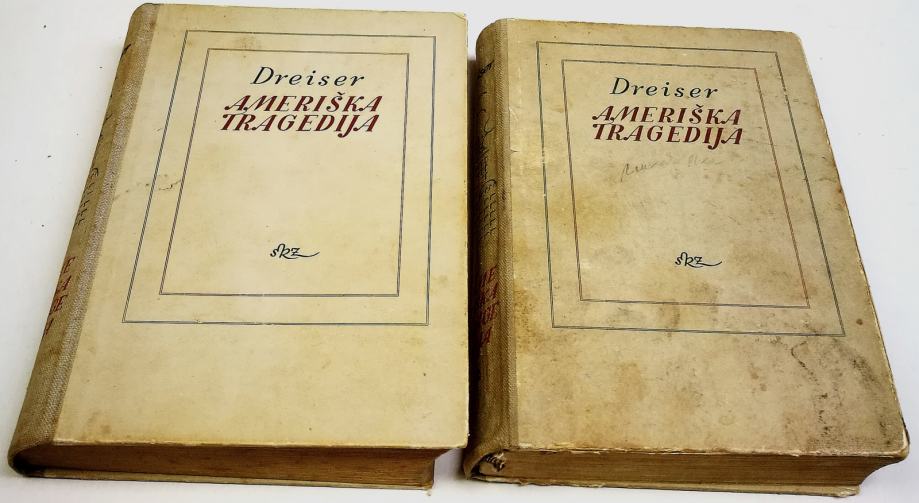 Dreiser
AMERIŠKA
TRAGEDIJA
skz
Dreiser
AMERIŠKA
TRAGEDIJA
skz